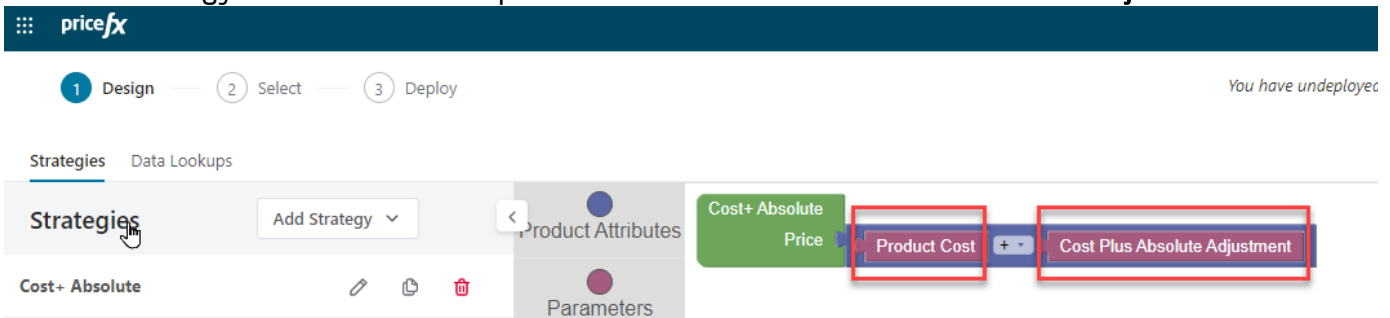 pricefx
1 Design 2 Select 3 Deploy
You have undeployed
Strategies Data Lookups
Strategies
Add Strategy
Product Attributes
Parameters
Cost+ Absolute
Price Product Cost + Cost Plus Absolute Adjustment
Cost+ Absolute